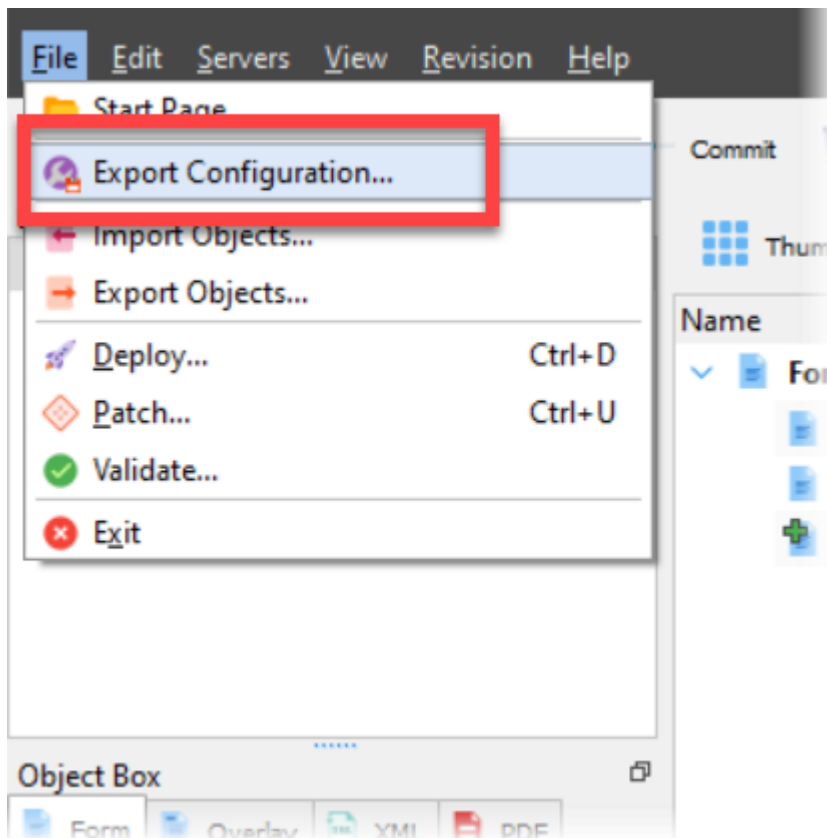 File Edit Servers View Revision Help
Start Page
Export Configuration...
Commit
Import Objects...
Thum
Export Objects...
Name
Deploy... Ctrl+D
For
Patch... Ctrl+U
Validate...
Exit
Object Box
Form Overlay XML PDF